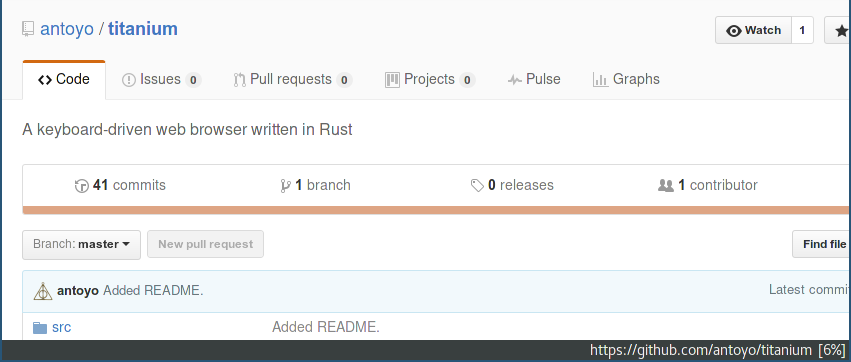 antoyo / titanium
Watch 1
Code Issues 0 Pull requests 0 Projects 0 Pulse Graphs
A keyboard-driven web browser written in Rust
41 commits 1 branch 0 releases 1 contributor
Branch: master New pull request Find file
antoyo Added README. Latest commi
src Added README.
https://github.com/antoyo/titanium [6%]